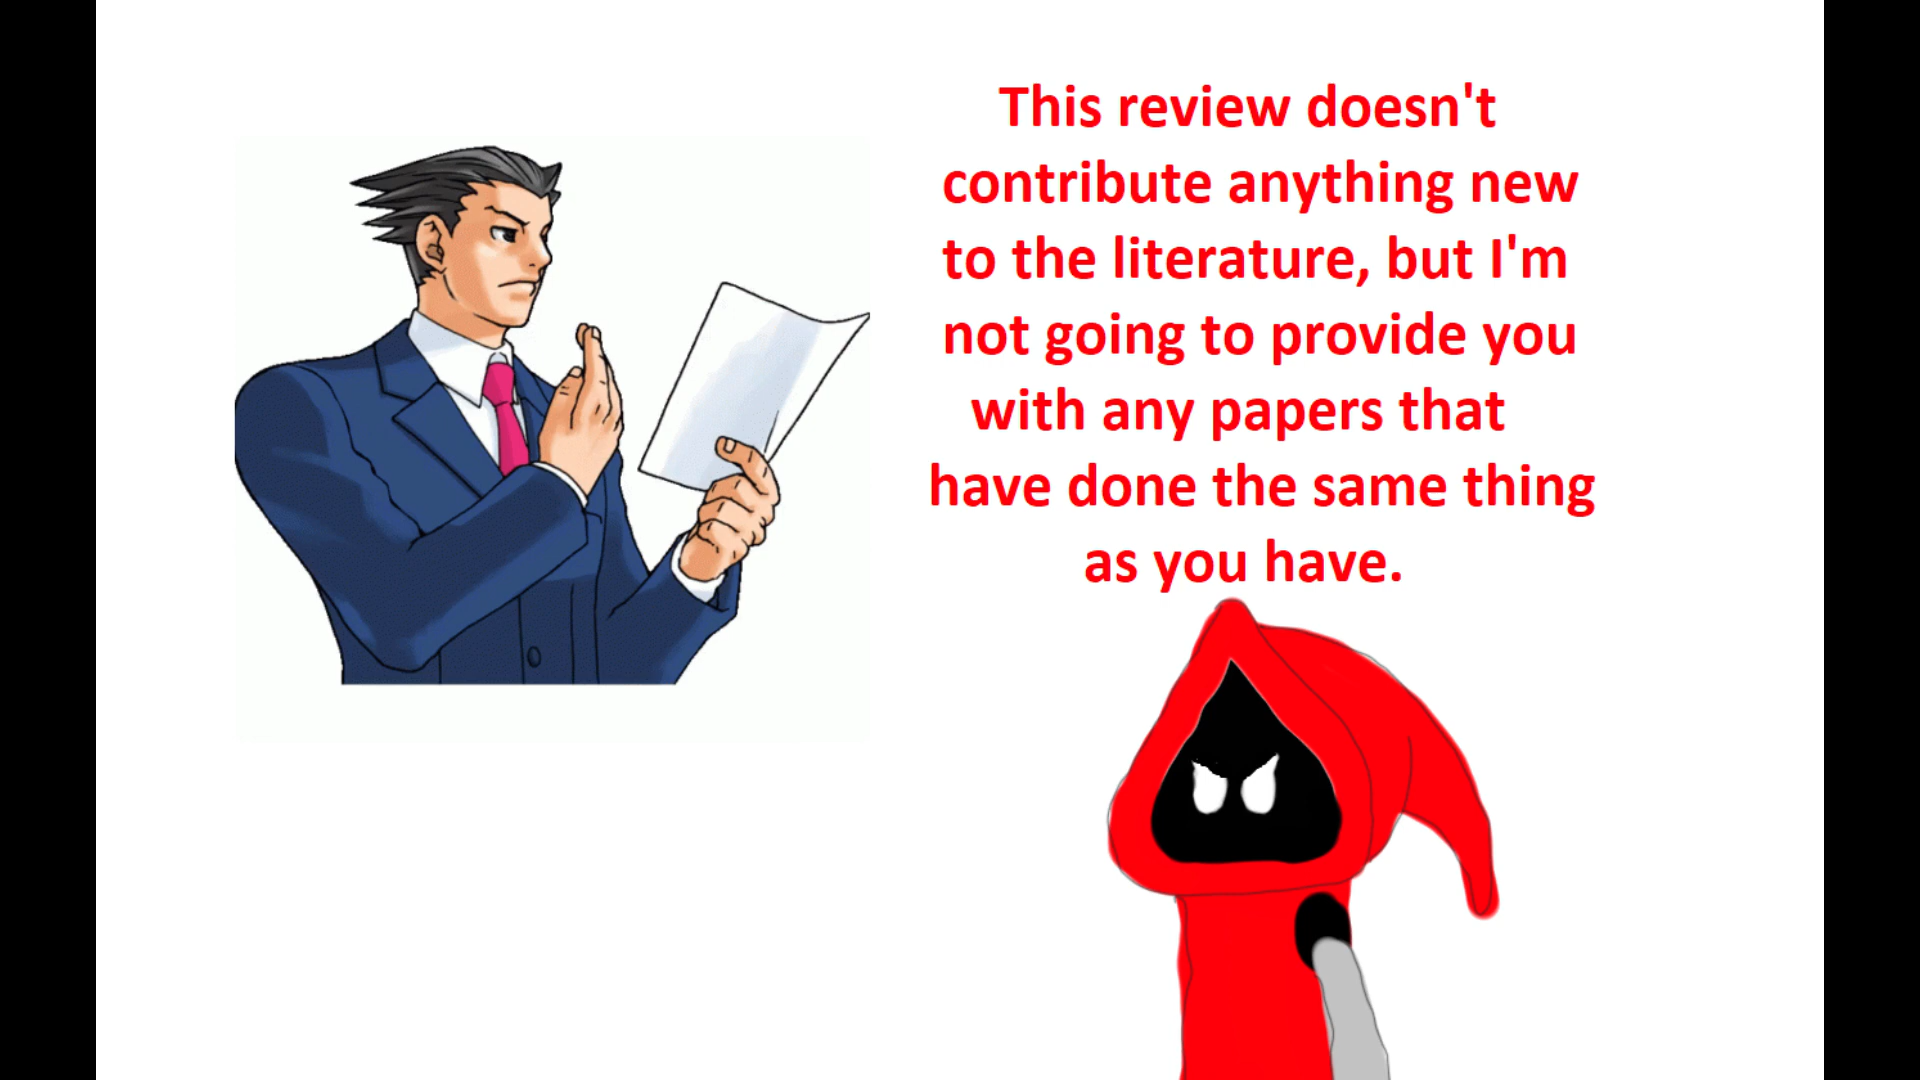 This review doesn't
contribute anything new
to the literature, but I'm
not going to provide you
with any papers that
have done the same thing
as you have.